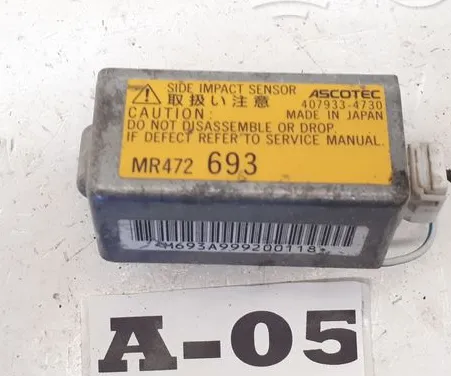 SIDE IMPACT SENSOR ASCOTEC
取扱い注意 407933-4730
CAUTION: MADE IN JAPAN
DO NOT DISASSEMBLE OR DROP.
IF DEFECT REFER TO SERVICE MANUAL.
MR472 693
*M693A999200118*
A-05